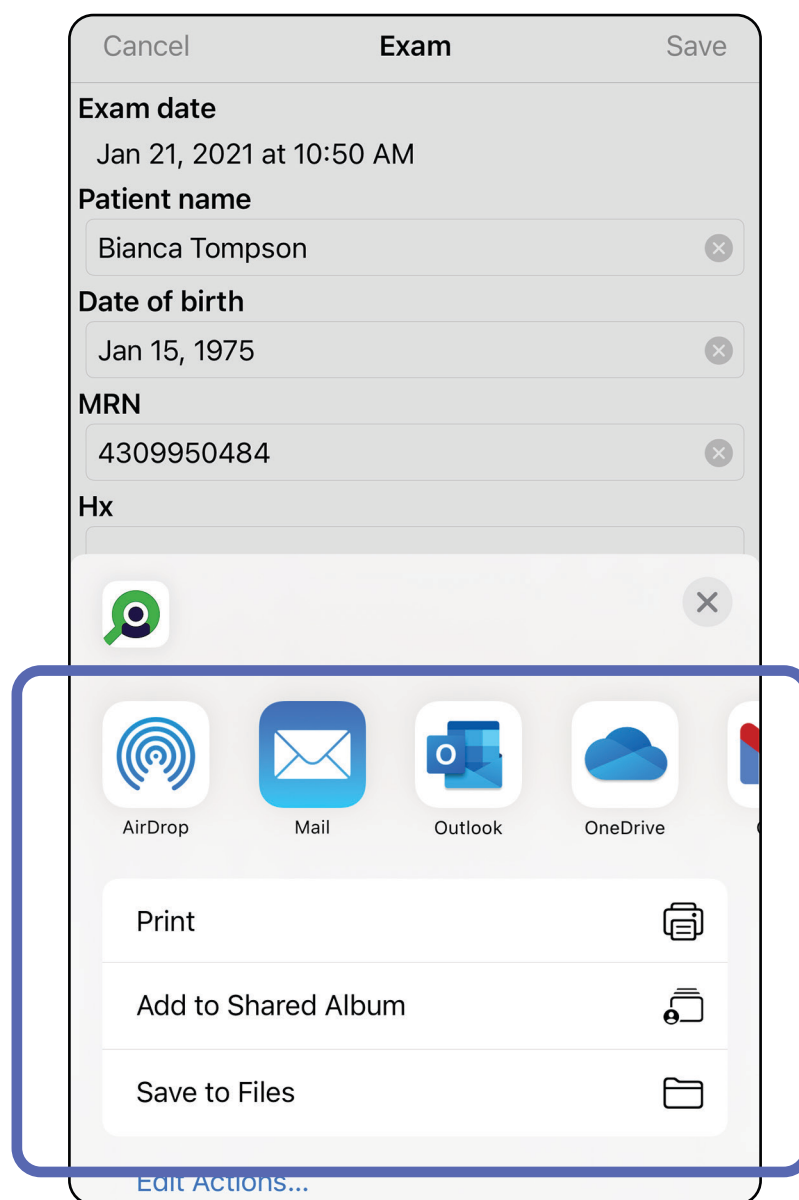 Cancel Exam Save
Exam date
Jan 21, 2021 at 10:50 AM
Patient name
Bianca Tompson
Date of birth
Jan 15, 1975
MRN
4309950484
Hx
AirDrop Mail Outlook OneDrive
Print
Add to Shared Album
Save to Files
Edit Actions...